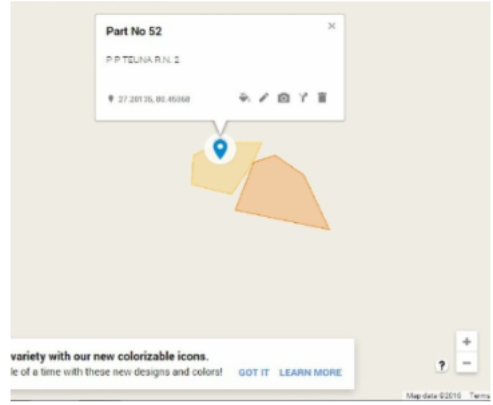 Part No 52
P P TELINA R.N. 2
27.20135, 80.45068
variety with our new colorizable icons.
le of a time with these new designs and colors!
GOT IT LEARN MORE
Map data ©2016 Terms